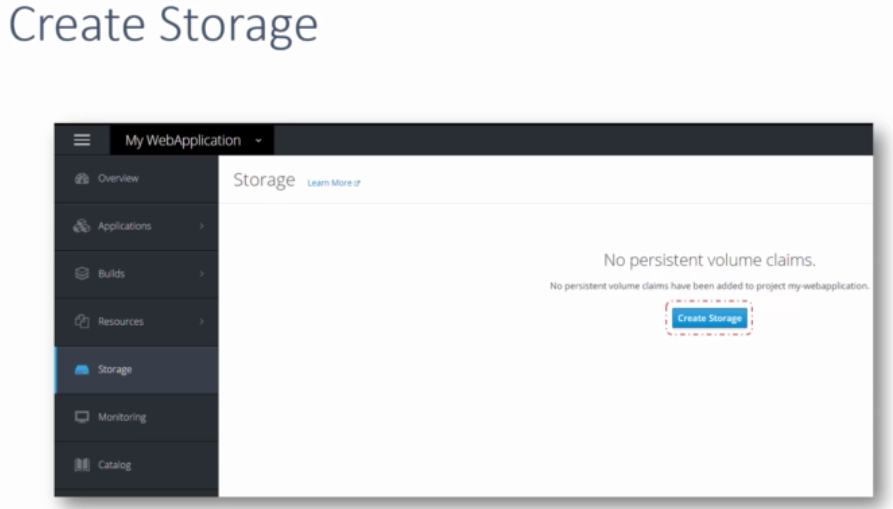 Create Storage
My WebApplication
Overview
Storage Learn More
Applications
No persistent volume claims.
Builds
No persistent volume claims have been added to project my-webapplication.
Resources
Create Storage
Storage
Monitoring
Catalog